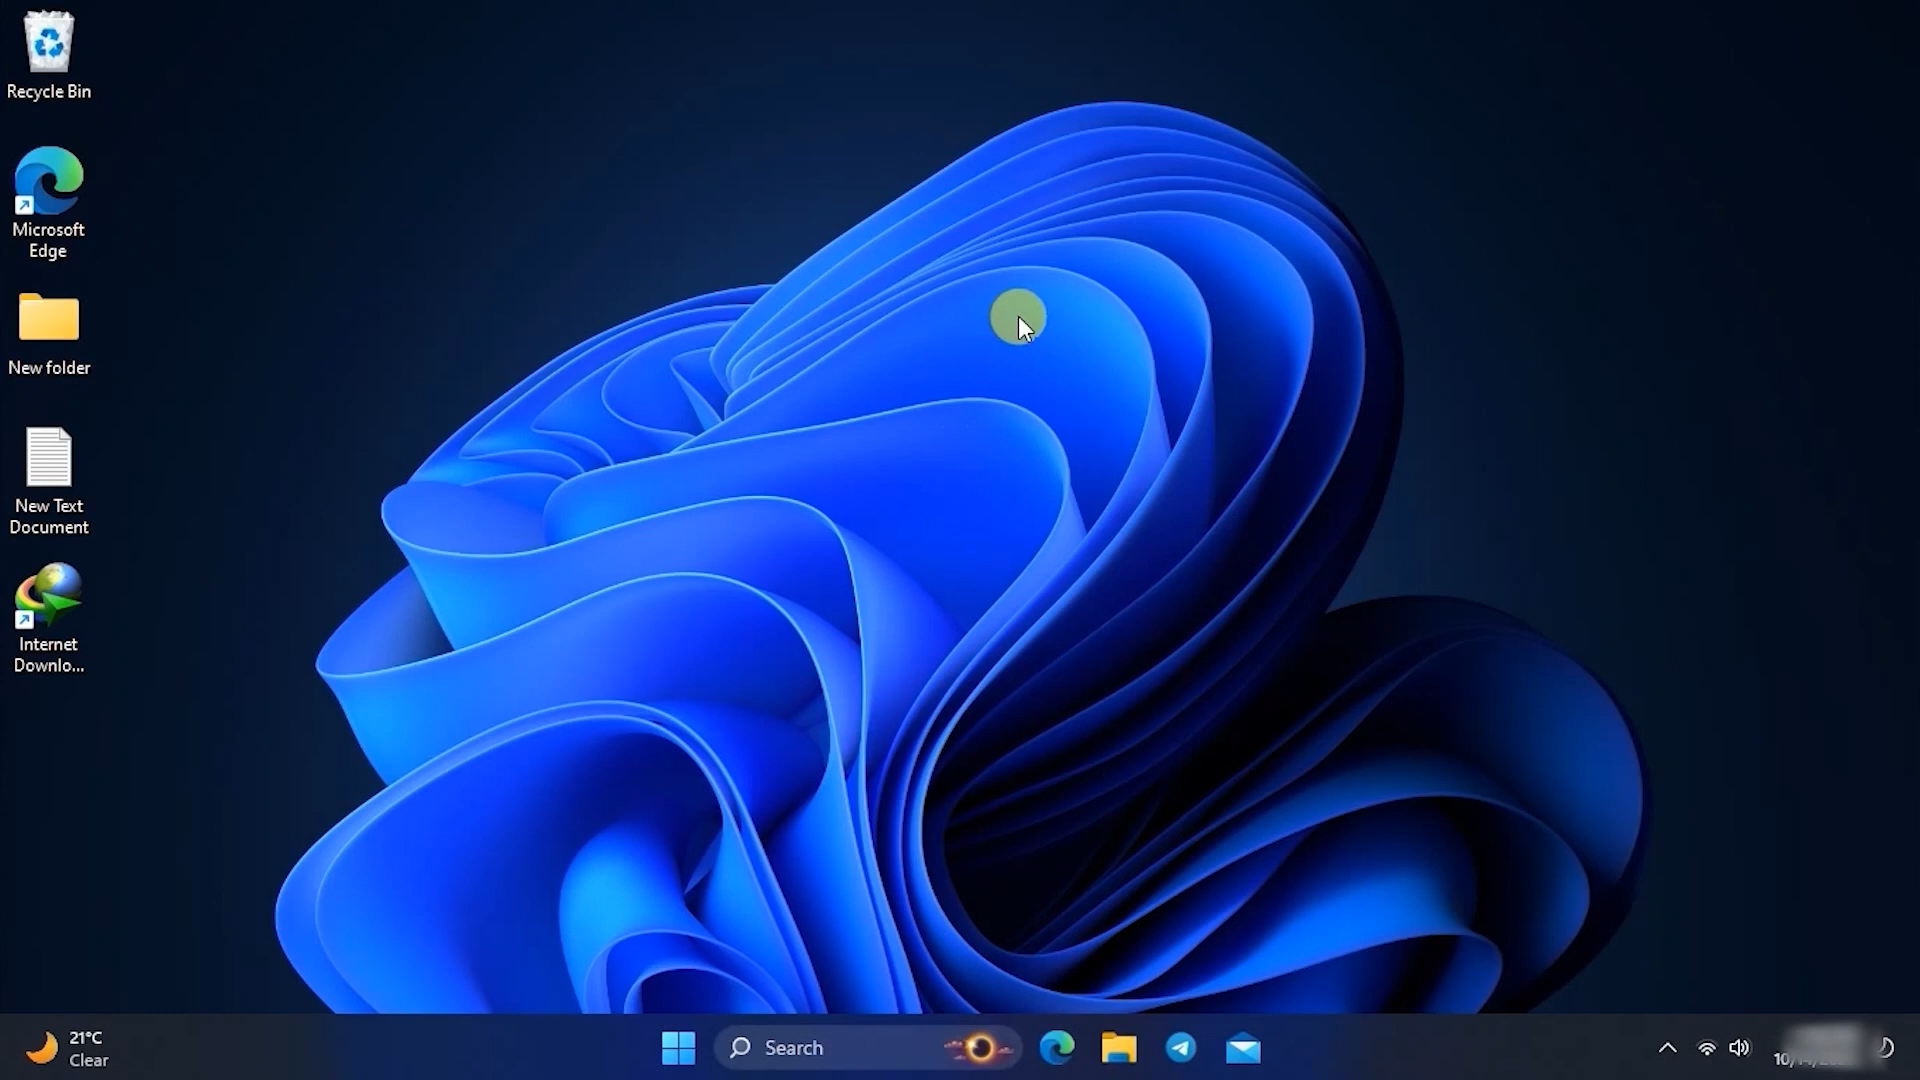 Recycle Bin
Microsoft
Edge
New folder
New Text
Document
Internet
Downlo...
21°C
Clear
Search